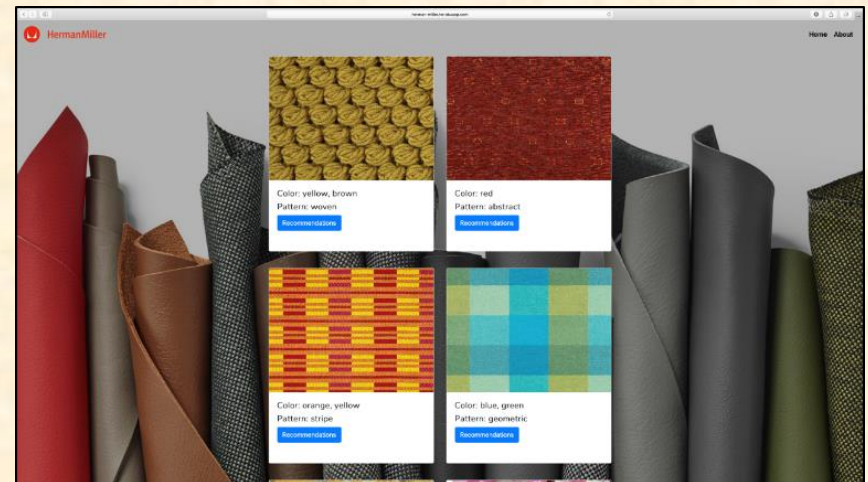 HermanMiller
Home About
Color: yellow, brown
Pattern: woven
Recommendations
Color: red
Pattern: abstract
Recommendations
Color: orange, yellow
Pattern: stripe
Recommendations
Color: blue, green
Pattern: geometric
Recommendations